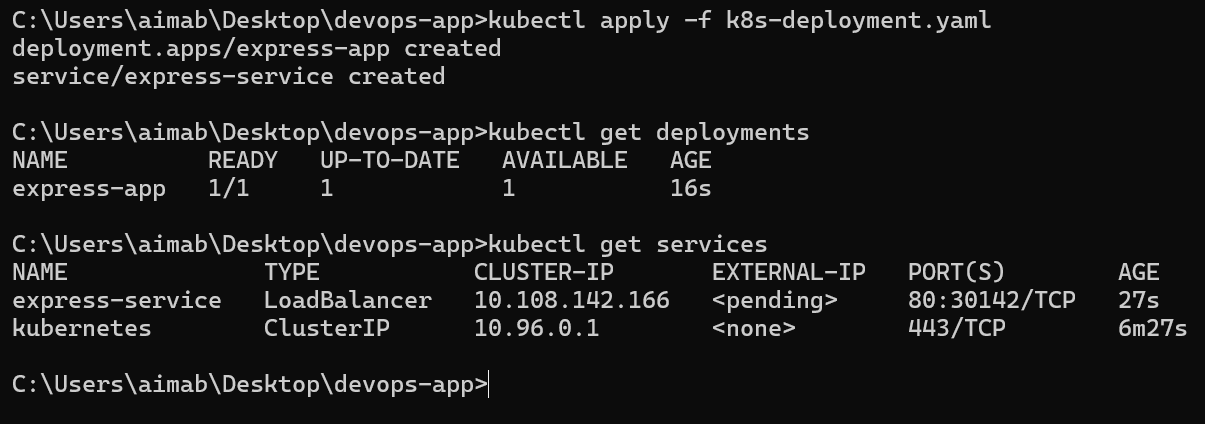 C:\Users\aimab\Desktop\devops-app>kubectl apply -f k8s-deployment.yaml
deployment.apps/express-app created
service/express-service created
C:\Users\aimab\Desktop\devops-app>kubectl get deployments
NAME          READY   UP-TO-DATE   AVAILABLE   AGE
express-app   1/1     1            1           16s
C:\Users\aimab\Desktop\devops-app>kubectl get services
NAME              TYPE           CLUSTER-IP       EXTERNAL-IP   PORT(S)        AGE
express-service   LoadBalancer   10.108.142.166   <pending>     80:30142/TCP   27s
kubernetes        ClusterIP      10.96.0.1        <none>        443/TCP        6m27s
C:\Users\aimab\Desktop\devops-app>